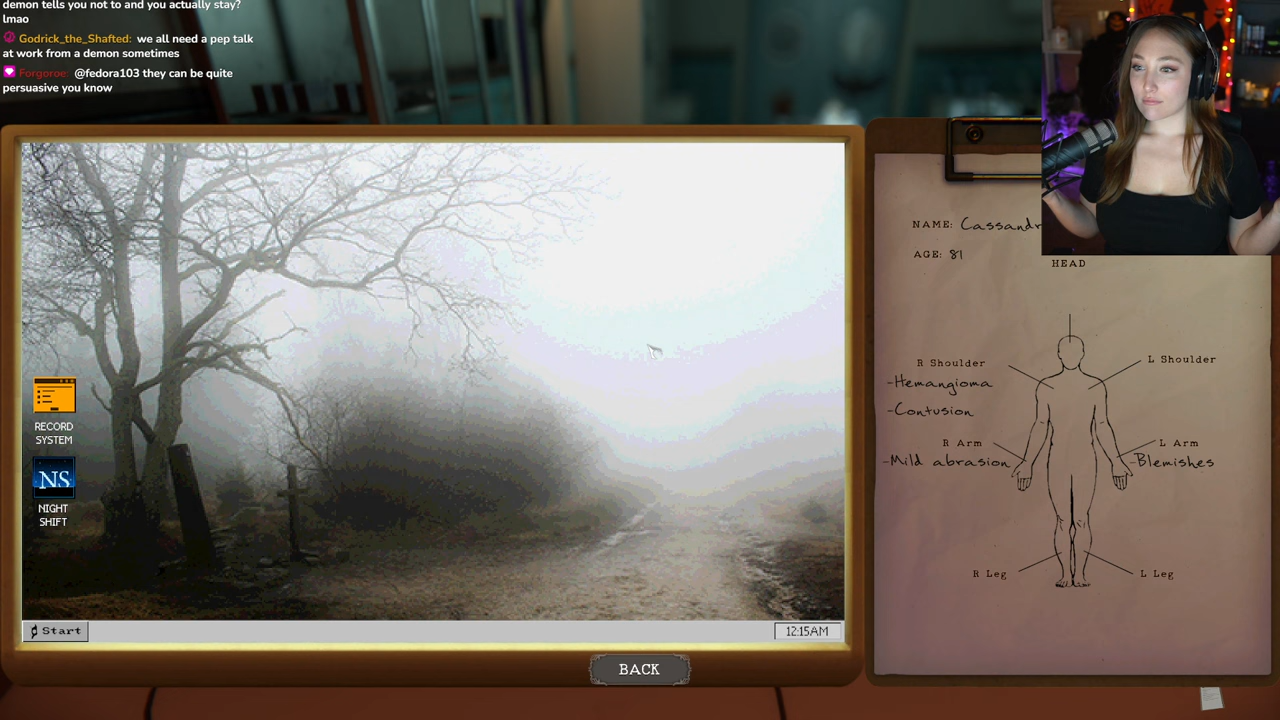 demon tells you not to and you actually stay?
lmao
Godrick_the_Shafted: we all need a pep talk
at work from a demon sometimes
Forgoroe: @fedora103 they can be quite
persuasive you know
NAME: Cassandr
AGE: 81
HEAD
R Shoulder
L Shoulder
-Hemangioma
-Contusion
R Arm
L Arm
-Mild abrasion
-Blemishes
R Leg
L Leg
RECORD
SYSTEM
NS
NIGHT
SHIFT
Start
12:15AM
BACK